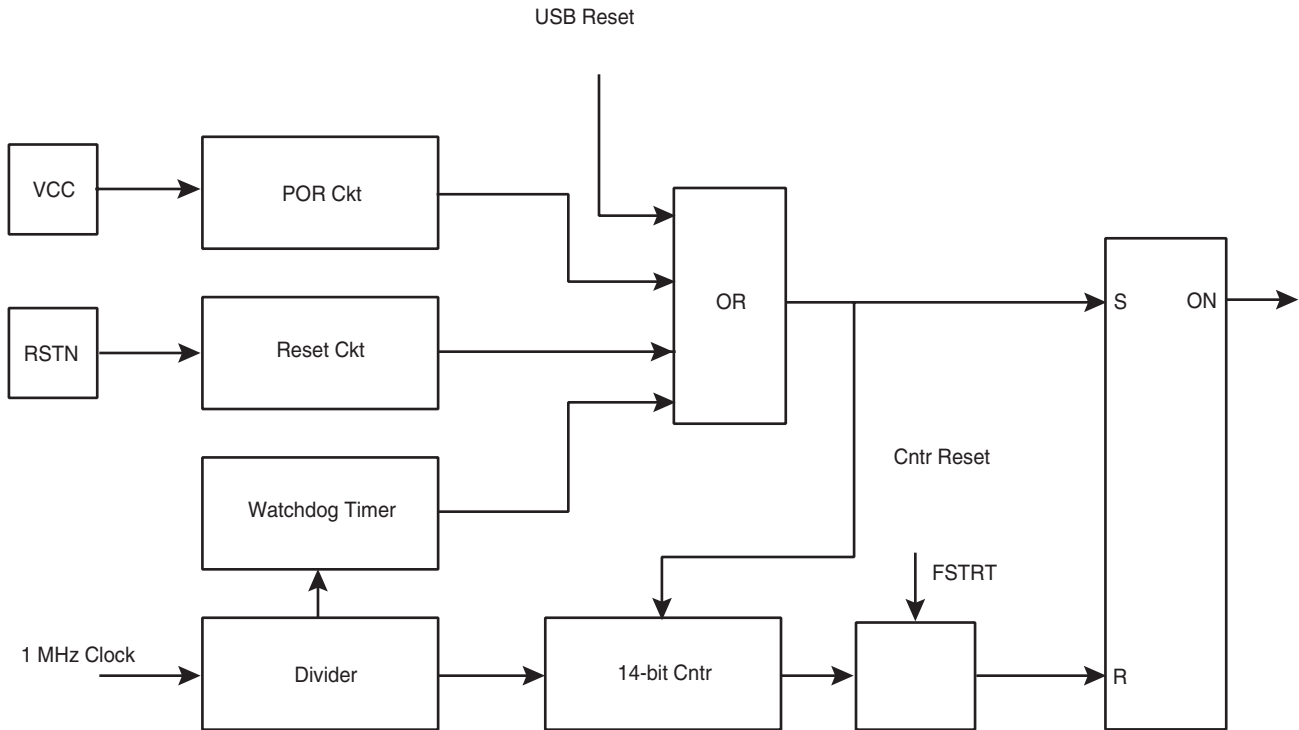 USB Reset
VCC
POR Ckt
OR
S
ON
RSTN
Reset Ckt
Cntr Reset
Watchdog Timer
FSTRT
1 MHz Clock
Divider
14-bit Cntr
R